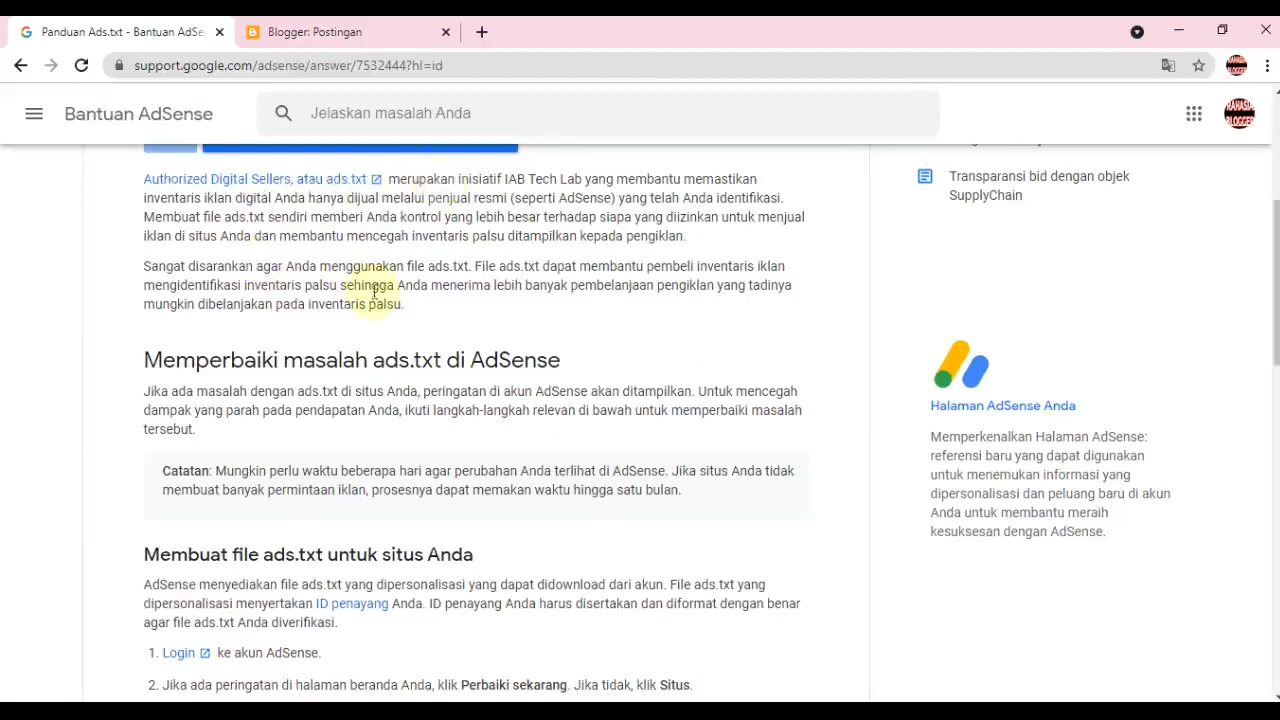 Panduan Ads.txt - Bantuan AdSe
Blogger: Postingan
support.google.com/adsense/answer/7532444?hl=id
Bantuan AdSense
Jelaskan masalah Anda
RAHASIA
BLOGGER
Authorized Digital Sellers, atau ads.txt merupakan inisiatif IAB Tech Lab yang membantu memastikan
inventaris iklan digital Anda hanya dijual melalui penjual resmi (seperti AdSense) yang telah Anda identifikasi.
Membuat file ads.txt sendiri memberi Anda kontrol yang lebih besar terhadap siapa yang diizinkan untuk menjual
iklan di situs Anda dan membantu mencegah inventaris palsu ditampilkan kepada pengiklan.
Sangat disarankan agar Anda menggunakan file ads.txt. File ads.txt dapat membantu pembeli inventaris iklan
mengidentifikasi inventaris palsu sehingga Anda menerima lebih banyak pembelanjaan pengiklan yang tadinya
mungkin dibelanjakan pada inventaris palsu.
Memperbaiki masalah ads.txt di AdSense
Jika ada masalah dengan ads.txt di situs Anda, peringatan di akun AdSense akan ditampilkan. Untuk mencegah
dampak yang parah pada pendapatan Anda, ikuti langkah-langkah relevan di bawah untuk memperbaiki masalah
tersebut.
Catatan: Mungkin perlu waktu beberapa hari agar perubahan Anda terlihat di AdSense. Jika situs Anda tidak
membuat banyak permintaan iklan, prosesnya dapat memakan waktu hingga satu bulan.
Membuat file ads.txt untuk situs Anda
AdSense menyediakan file ads.txt yang dipersonalisasi yang dapat didownload dari akun. File ads.txt yang
dipersonalisasi menyertakan ID penayang Anda. ID penayang Anda harus disertakan dan diformat dengan benar
agar file ads.txt Anda diverifikasi.
1. Login ke akun AdSense.
2. Jika ada peringatan di halaman beranda Anda, klik Perbaiki sekarang. Jika tidak, klik Situs.
Transparansi bid dengan objek
SupplyChain
Halaman AdSense Anda
Memperkenalkan Halaman AdSense:
referensi baru yang dapat digunakan
untuk menemukan informasi yang
dipersonalisasi dan peluang baru di akun
Anda untuk membantu meraih
kesuksesan dengan AdSense.